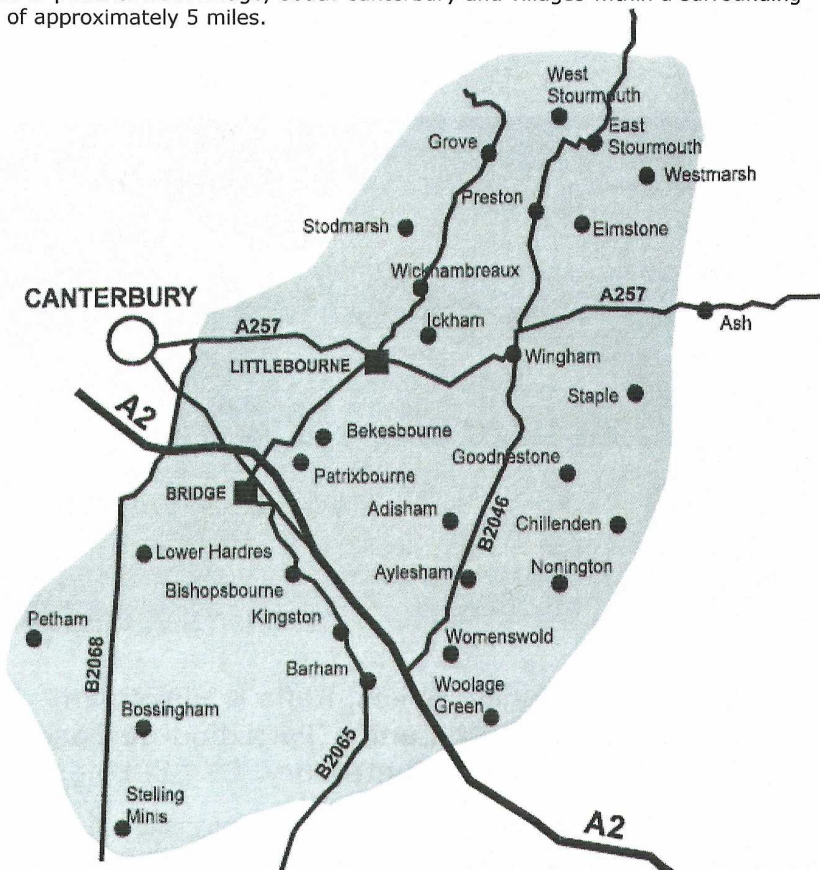 of approximately 5 miles.
West
Stourmouth
East
Stourmouth
Grove
Westmarsh
Preston
Stodmarsh
Elmstone
Wickhambreaux
CANTERBURY
A257
Ash
A257
Ickham
LITTLEBOURNE
Wingham
Staple
A2
Bekesbourne
Goodnestone
Patrixbourne
BRIDGE
Adisham
B2046
Chillenden
Lower Hardres
Aylesham
Nonington
Bishopsbourne
Kingston
Petham
Womenswold
B2068
Barham
Woolage
Green
Bossingham
B2065
Stelling
Minis
A2